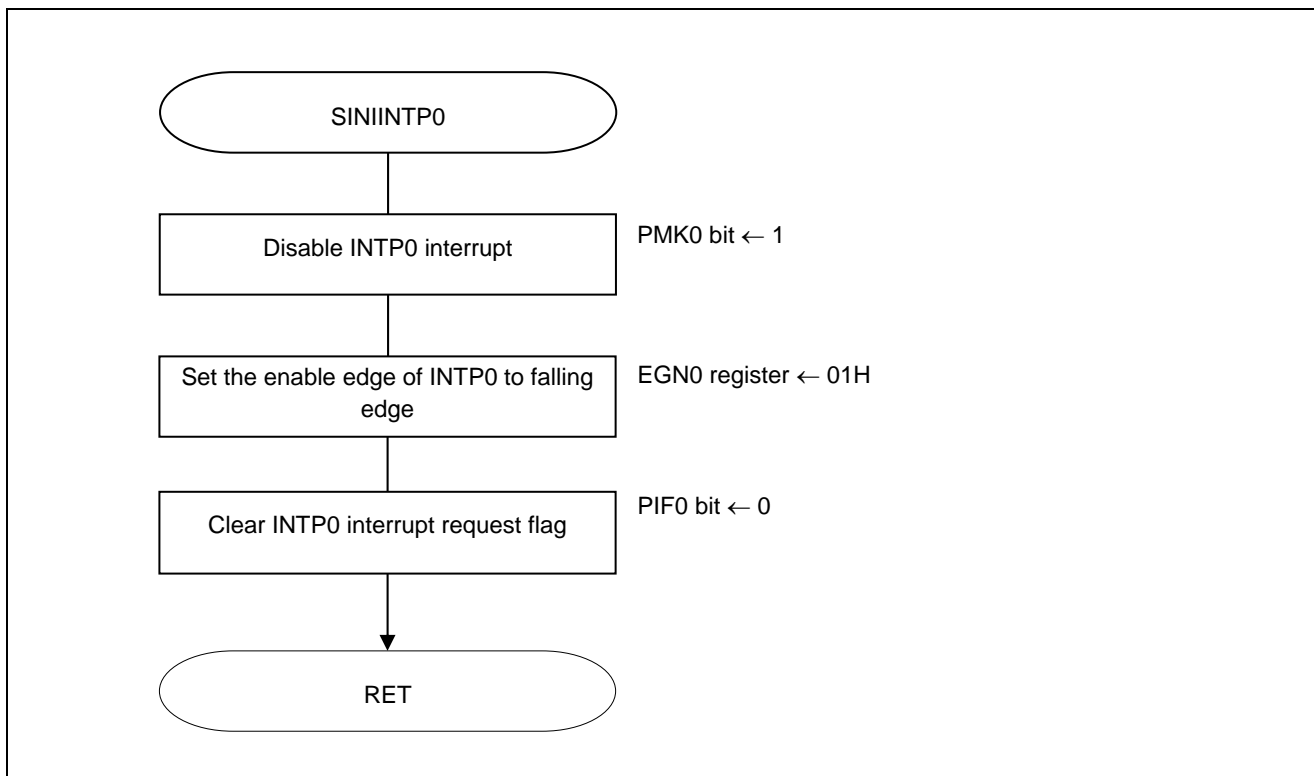 SINIINTP0
Disable INTP0 interrupt
PMK0 bit ← 1
Set the enable edge of INTP0 to falling
edge
EGN0 register ← 01H
Clear INTP0 interrupt request flag
PIF0 bit ← 0
RET